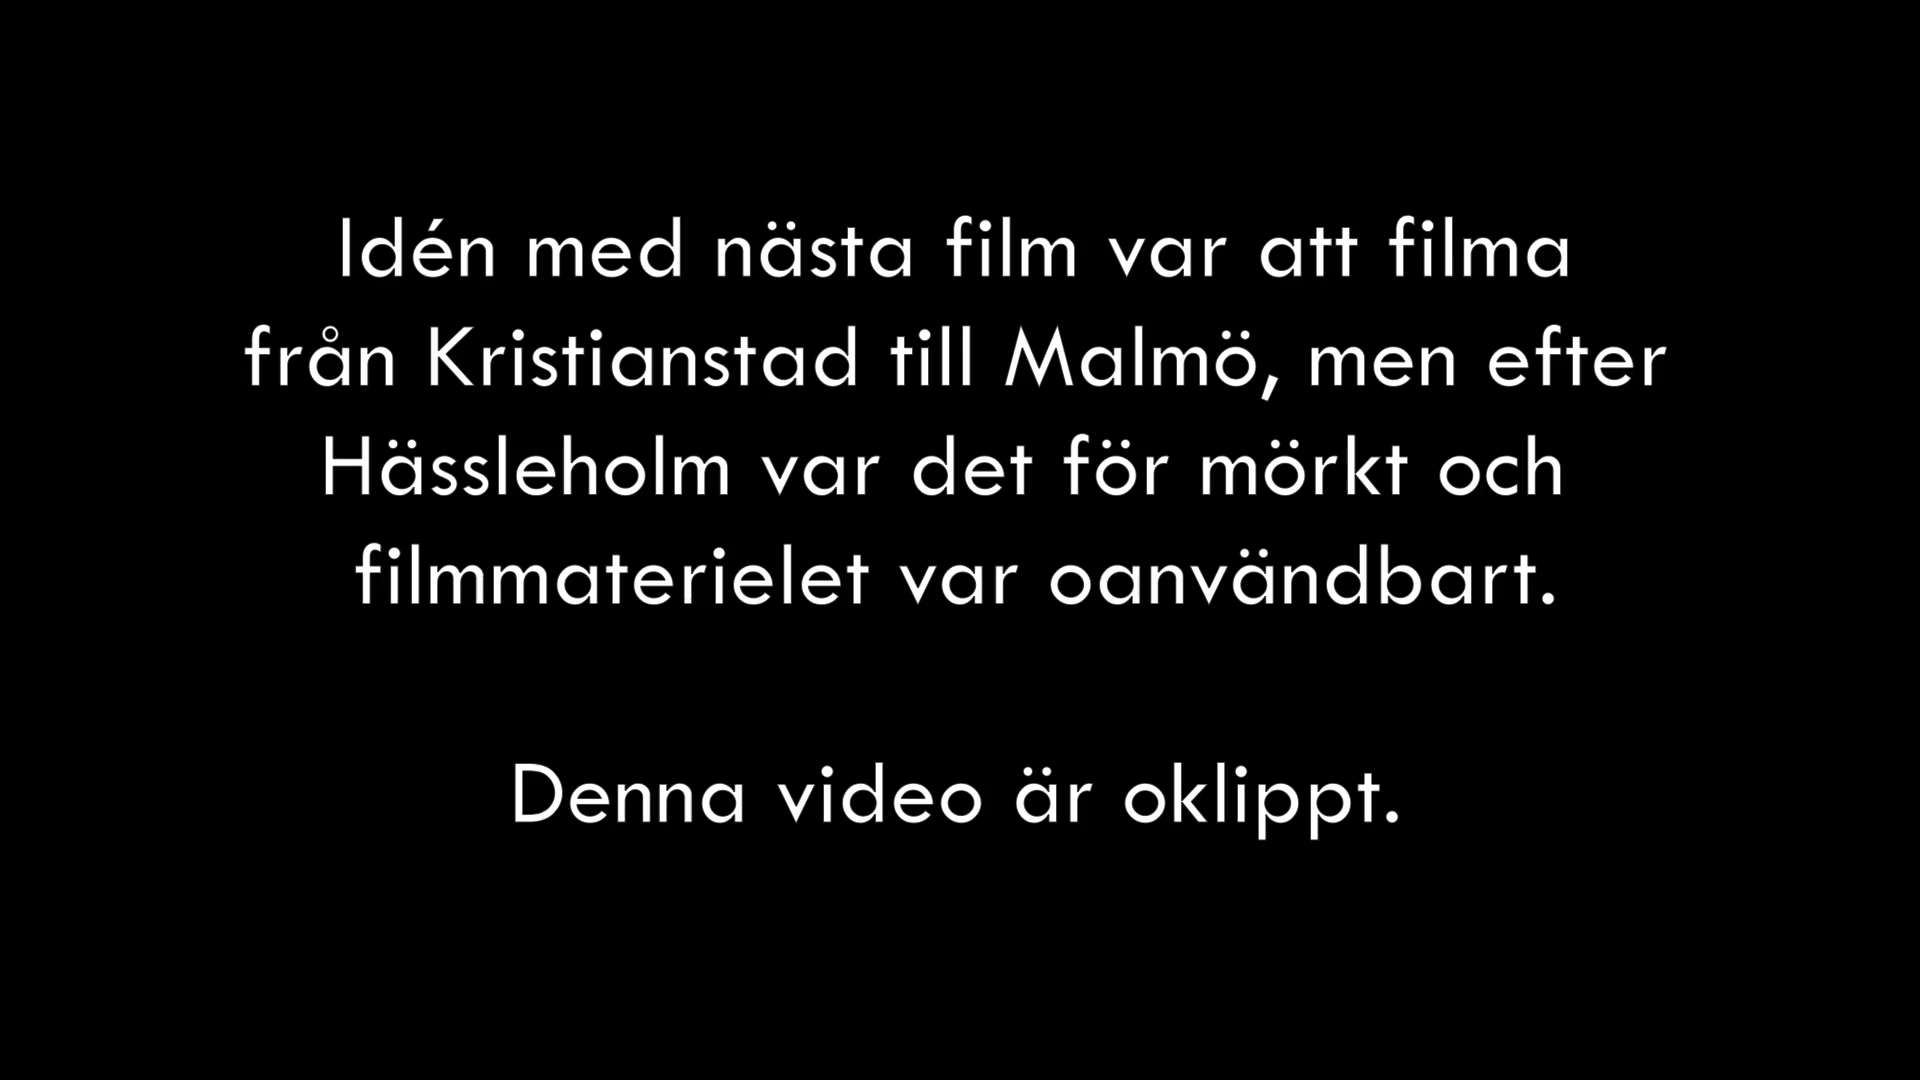 Idén med nästa film var att filma
från Kristianstad till Malmö, men efter
Hässleholm var det för mörkt och
filmmaterielet var oanvändbart.
Denna video är oklippt.